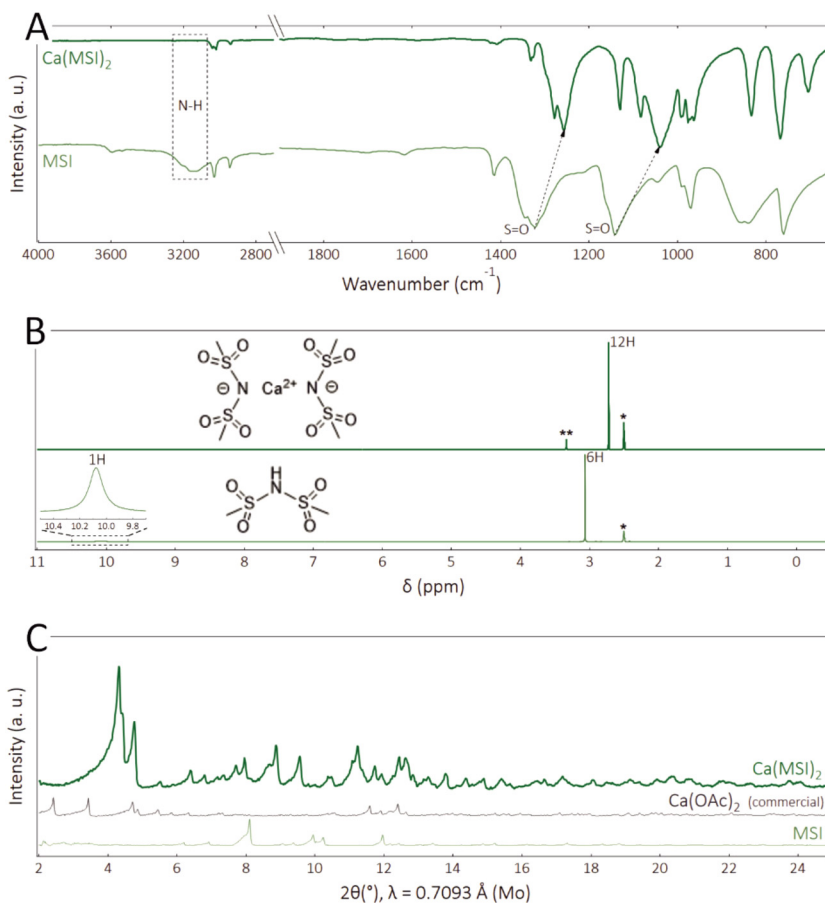 A
Ca(MSI)₂
N-H
MSI
S=O
S=O
Intensity (a. u.)
4000 3600 3200 2800 1800 1600 1400 1200 1000 800
Wavenumber (cm⁻¹)
B
12H
O O
S
⊖ N Ca²⁺ N ⊖
S
O O
** *
1H
10.4 10.2 10.0 9.8
6H
H
N
O S S O
O O
*
11 10 9 8 7 6 5 4 3 2 1 0
δ (ppm)
C
Intensity (a. u.)
Ca(MSI)₂
Ca(OAc)₂ (commercial)
MSI
2 4 6 8 10 12 14 16 18 20 22 24
2θ(°), λ = 0.7093 Å (Mo)